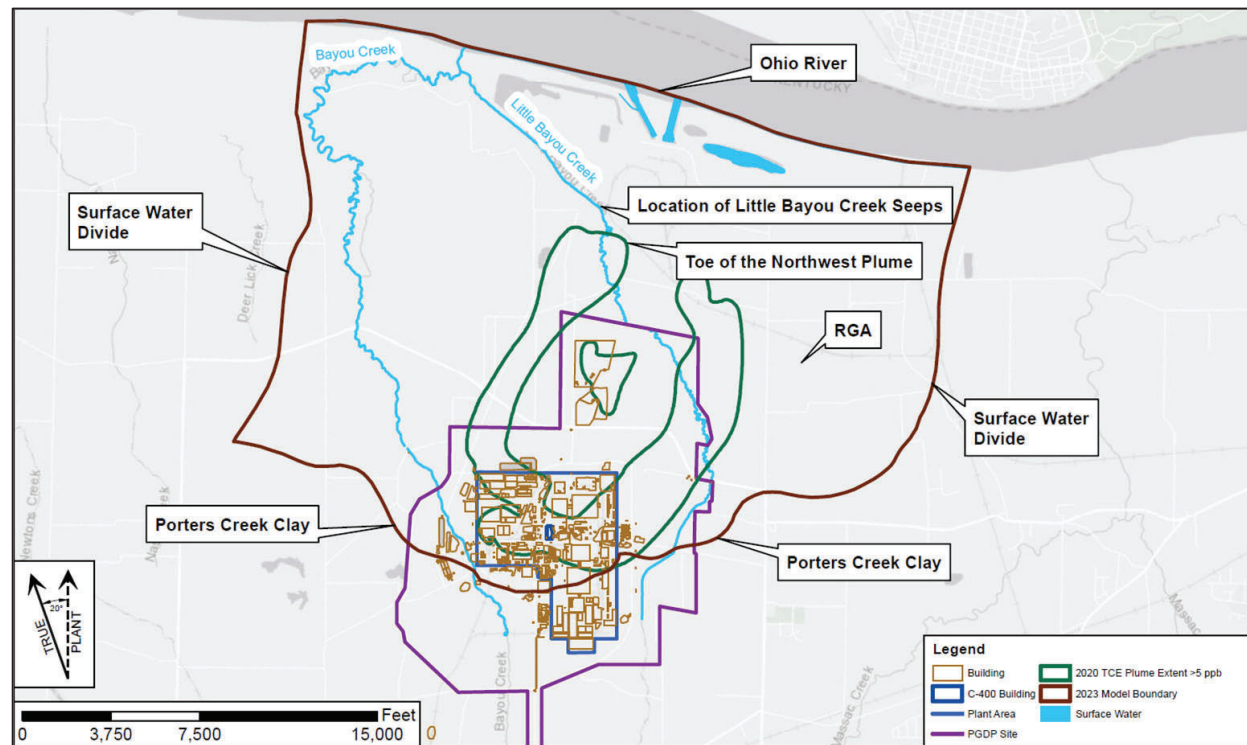 Bayou Creek
Ohio River
KENTUCKY
Little Bayou Creek
Surface Water
Divide
Deer Lick Creek
Location of Little Bayou Creek Seeps
Toe of the Northwest Plume
RGA
Surface Water
Divide
Porters Creek Clay
Porters Creek Clay
Newtons Creek
Bayou Creek
Massac Creek
Massac
TRUE
20°
PLANT
Feet
0 3,750 7,500 15,000
0
Legend
Building
C-400 Building
Plant Area
PGDP Site
2020 TCE Plume Extent >5 ppb
2023 Model Boundary
Surface Water